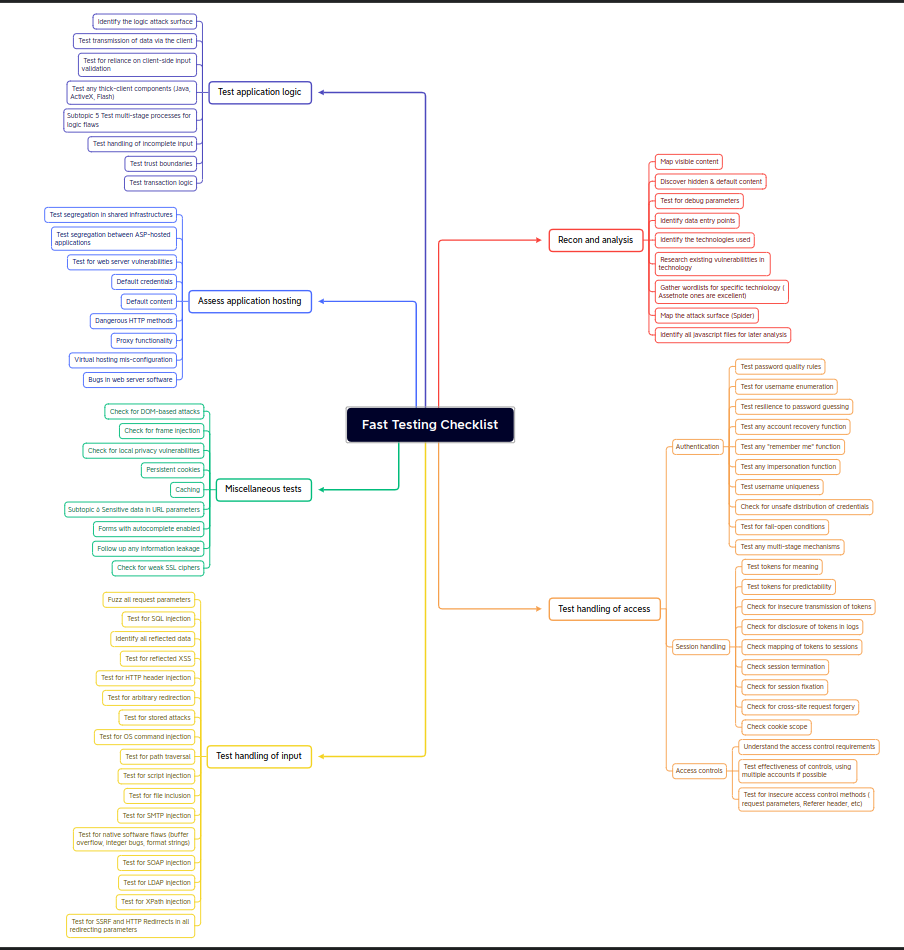 Identify the logic attack surface
Test transmission of data via the client
Test for reliance on client-side input
validation
Test any thick-client components (Java,
ActiveX, Flash)
Subtopic 5 Test multi-stage processes for
logic flaws
Test handling of incomplete input
Test trust boundaries
Test transaction logic
Test application logic
Test segregation in shared infrastructures
Test segregation between ASP-hosted
applications
Test for web server vulnerabilities
Default credentials
Default content
Dangerous HTTP methods
Proxy functionality
Virtual hosting mis-configuration
Bugs in web server software
Assess application hosting
Check for DOM-based attacks
Check for frame injection
Check for local privacy vulnerabilities
Persistent cookies
Caching
Subtopic 6 Sensitive data in URL parameters
Forms with autocomplete enabled
Follow up any information leakage
Check for weak SSL ciphers
Miscellaneous tests
Fuzz all request parameters
Test for SQL injection
Identify all reflected data
Test for reflected XSS
Test for HTTP header injection
Test for arbitrary redirection
Test for stored attacks
Test for OS command injection
Test for path traversal
Test for script injection
Test for file inclusion
Test for SMTP injection
Test for native software flaws (buffer
overflow, integer bugs, format strings)
Test for SOAP injection
Test for LDAP injection
Test for XPath injection
Test for SSRF and HTTP Redirrects in all
redirecting parameters
Test handling of input
Fast Testing Checklist
Recon and analysis
Map visible content
Discover hidden & default content
Test for debug parameters
Identify data entry points
Identify the technologies used
Research existing vulnerabilities in
technology
Gather wordlists for specific technology (
Assetnote ones are excellent)
Map the attack surface (Spider)
Identify all javascript files for later analysis
Test handling of access
Authentication
Test password quality rules
Test for username enumeration
Test resilience to password guessing
Test any account recovery function
Test any "remember me" function
Test any impersonation function
Test username uniqueness
Check for unsafe distribution of credentials
Test for fail-open conditions
Test any multi-stage mechanisms
Session handling
Test tokens for meaning
Test tokens for predictability
Check for insecure transmission of tokens
Check for disclosure of tokens in logs
Check mapping of tokens to sessions
Check session termination
Check for session fixation
Check for cross-site request forgery
Check cookie scope
Access controls
Understand the access control requirements
Test effectiveness of controls, using
multiple accounts if possible
Test for insecure access control methods (
request parameters, Referer header, etc)